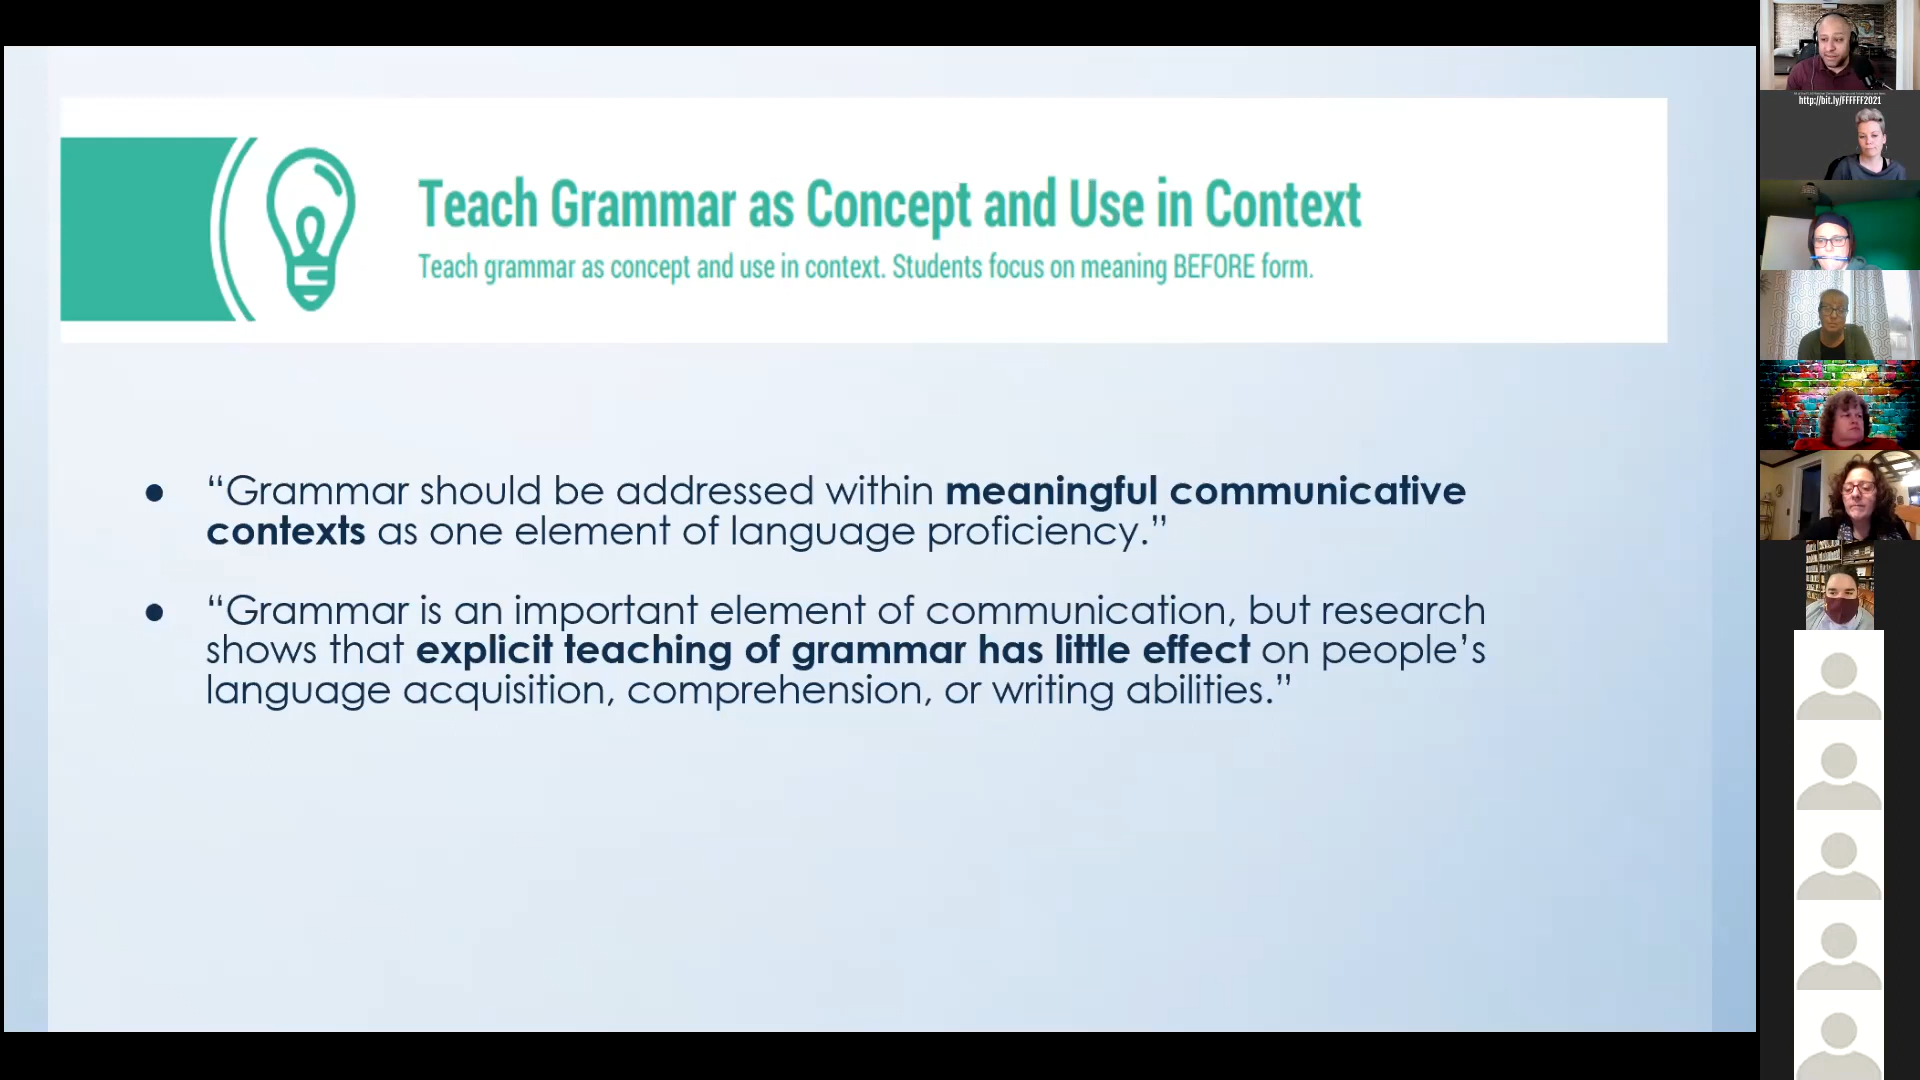 http://bit.ly/FFFFFF2021
Teach Grammar as Concept and Use in Context
Teach grammar as concept and use in context. Students focus on meaning BEFORE form.
● “Grammar should be addressed within meaningful communicative
contexts as one element of language proficiency.”
● “Grammar is an important element of communication, but research
shows that explicit teaching of grammar has little effect on people’s
language acquisition, comprehension, or writing abilities.”